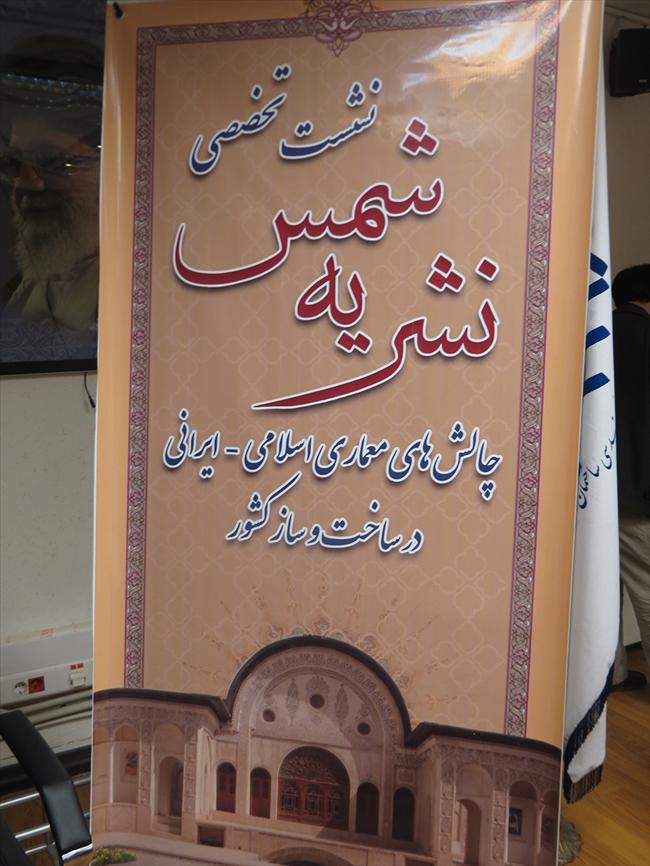 نشست تخصصی
نشریه شمس
چالش های معماری اسلامی - ایرانی
در ساخت و ساز کشور